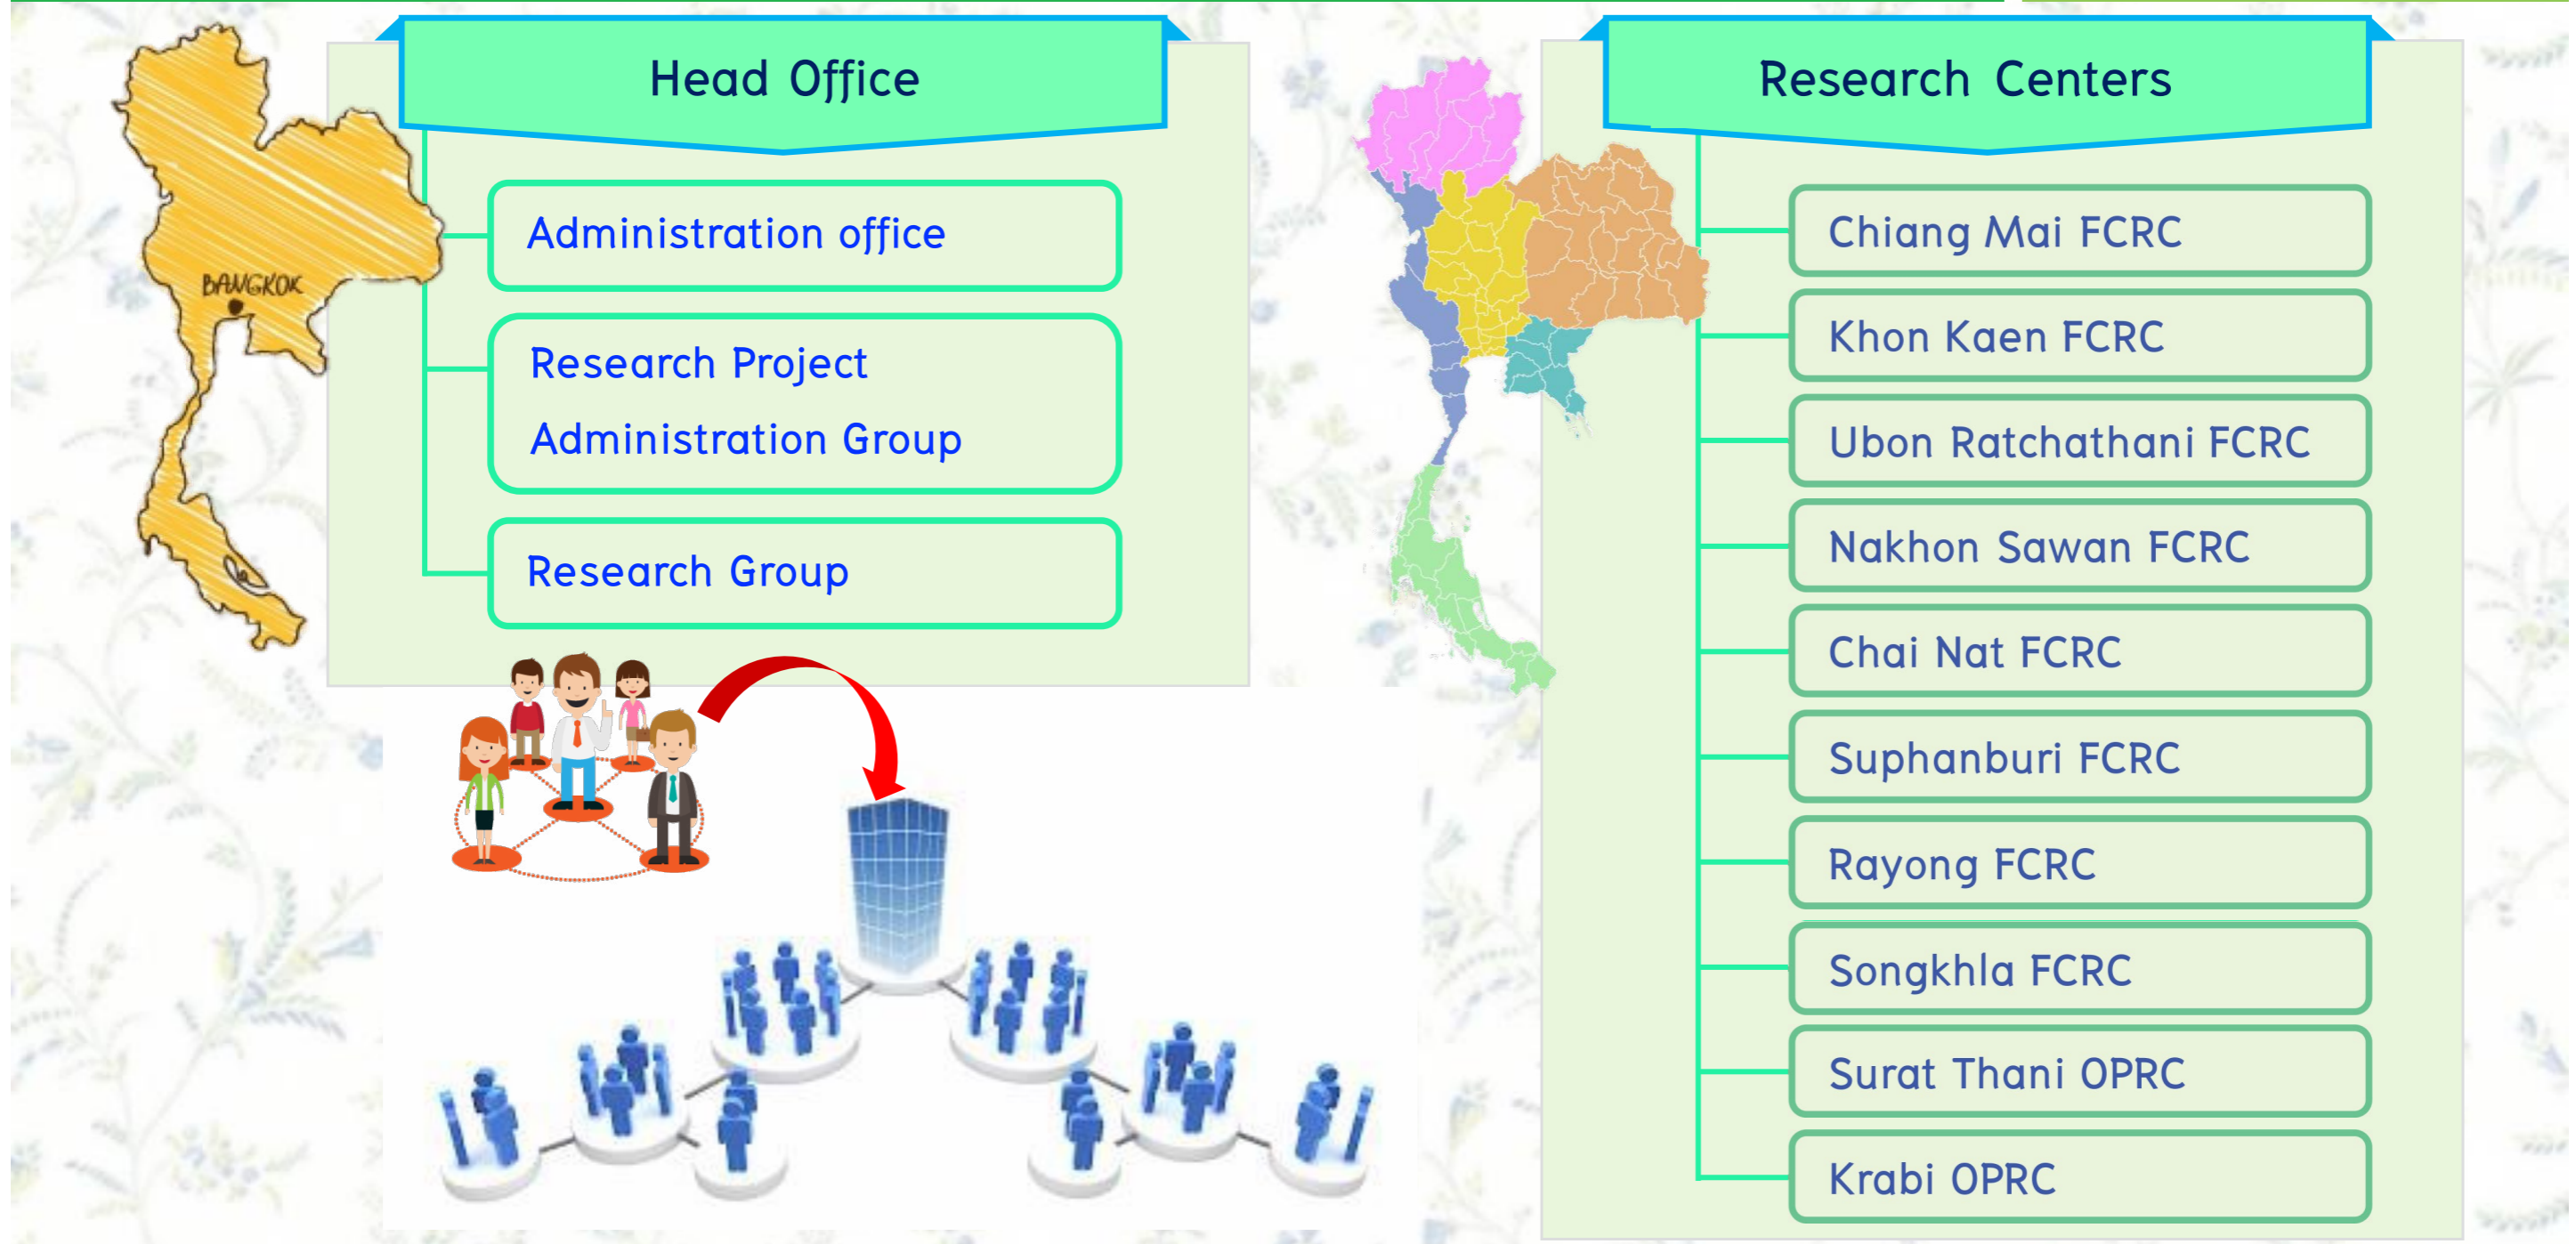 Head Office
BANGKOK
Administration office
Research Project
Administration Group
Research Group
Research Centers
Chiang Mai FCRC
Khon Kaen FCRC
Ubon Ratchathani FCRC
Nakhon Sawan FCRC
Chai Nat FCRC
Suphanburi FCRC
Rayong FCRC
Songkhla FCRC
Surat Thani OPRC
Krabi OPRC